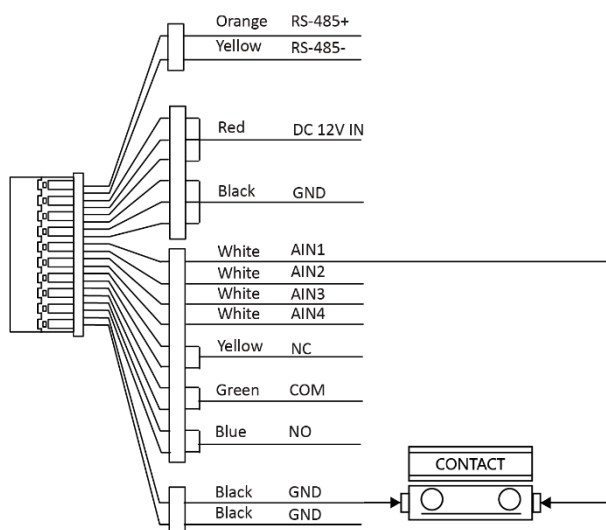 Orange RS-485+
Yellow RS-485-
Red DC 12V IN
Black GND
White AIN1
White AIN2
White AIN3
White AIN4
Yellow NC
Green COM
Blue NO
CONTACT
Black GND
Black GND